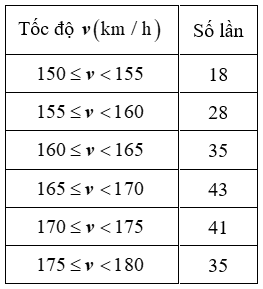 Tốc độ v (km / h) Số lần
150 ≤ v < 155 18
155 ≤ v < 160 28
160 ≤ v < 165 35
165 ≤ v < 170 43
170 ≤ v < 175 41
175 ≤ v < 180 35